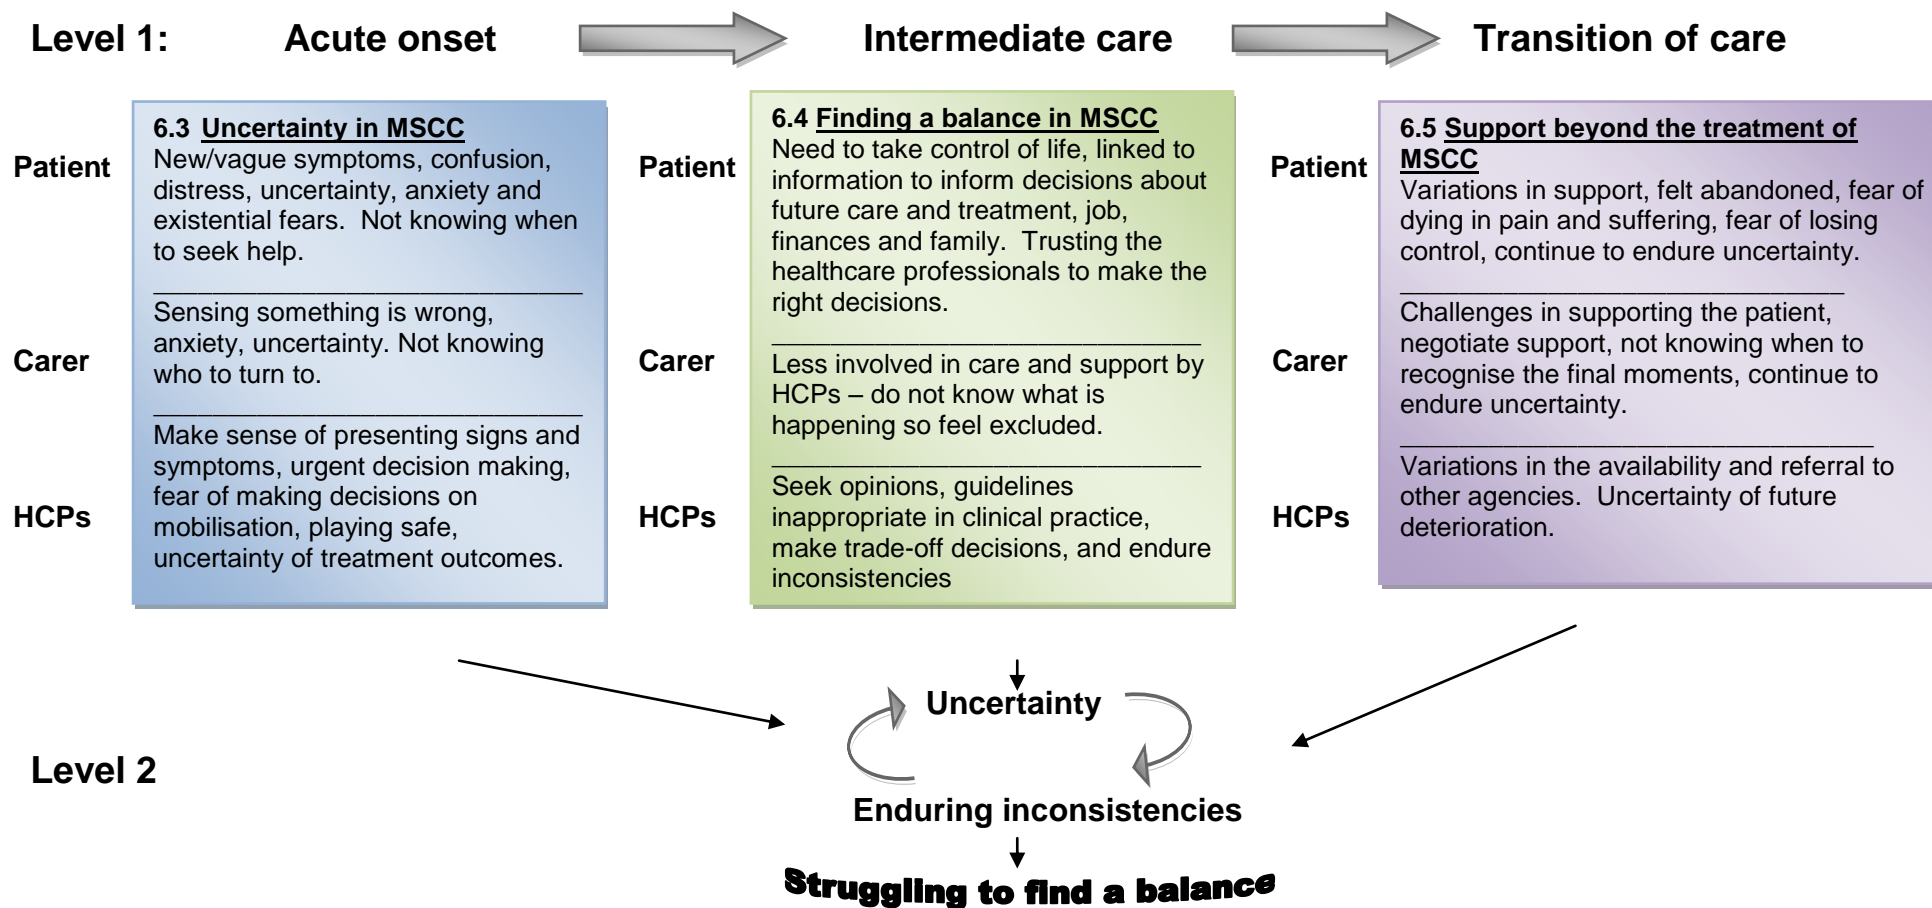 Level 1:
Acute onset
Intermediate care
Transition of care
Patient
Carer
HCPs
6.3 Uncertainty in MSCC
New/vague symptoms, confusion,
distress, uncertainty, anxiety and
existential fears. Not knowing when
to seek help.
Sensing something is wrong,
anxiety, uncertainty. Not knowing
who to turn to.
Make sense of presenting signs and
symptoms, urgent decision making,
fear of making decisions on
mobilisation, playing safe,
uncertainty of treatment outcomes.
Patient
Carer
HCPs
6.4 Finding a balance in MSCC
Need to take control of life, linked to
information to inform decisions about
future care and treatment, job,
finances and family. Trusting the
healthcare professionals to make the
right decisions.
Less involved in care and support by
HCPs – do not know what is
happening so feel excluded.
Seek opinions, guidelines
inappropriate in clinical practice,
make trade-off decisions, and endure
inconsistencies
Patient
Carer
HCPs
6.5 Support beyond the treatment of
MSCC
Variations in support, felt abandoned, fear of
dying in pain and suffering, fear of losing
control, continue to endure uncertainty.
Challenges in supporting the patient,
negotiate support, not knowing when to
recognise the final moments, continue to
endure uncertainty.
Variations in the availability and referral to
other agencies. Uncertainty of future
deterioration.
Level 2
Uncertainty
Enduring inconsistencies
Struggling to find a balance